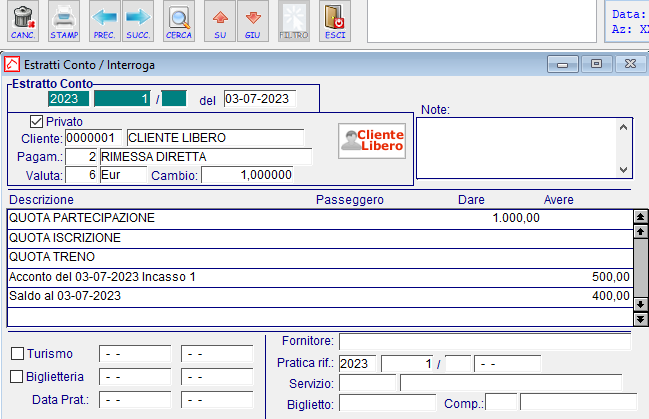 CANC. STAMP PREC. SUCC. CERCA SU GIU FILTRO ESCI
Data:
Az: XX
Estratti Conto / Interroga
Estratto Conto
2023 1 / del 03-07-2023
Privato
Cliente: 0000001 CLIENTE LIBERO
Pagam.: 2 RIMESSA DIRETTA
Valuta: 6 Eur Cambio: 1,000000
Cliente
Libero
Note:
Descrizione Passeggero Dare Avere
QUOTA PARTECIPAZIONE 1.000,00
QUOTA ISCRIZIONE
QUOTA TRENO
Acconto del 03-07-2023 Incasso 1 500,00
Saldo al 03-07-2023 400,00
Turismo - - - -
Biglietteria - - - -
Data Prat.: - - - -
Fornitore:
Pratica rif.: 2023 1 / - -
Servizio:
Biglietto: Comp.: